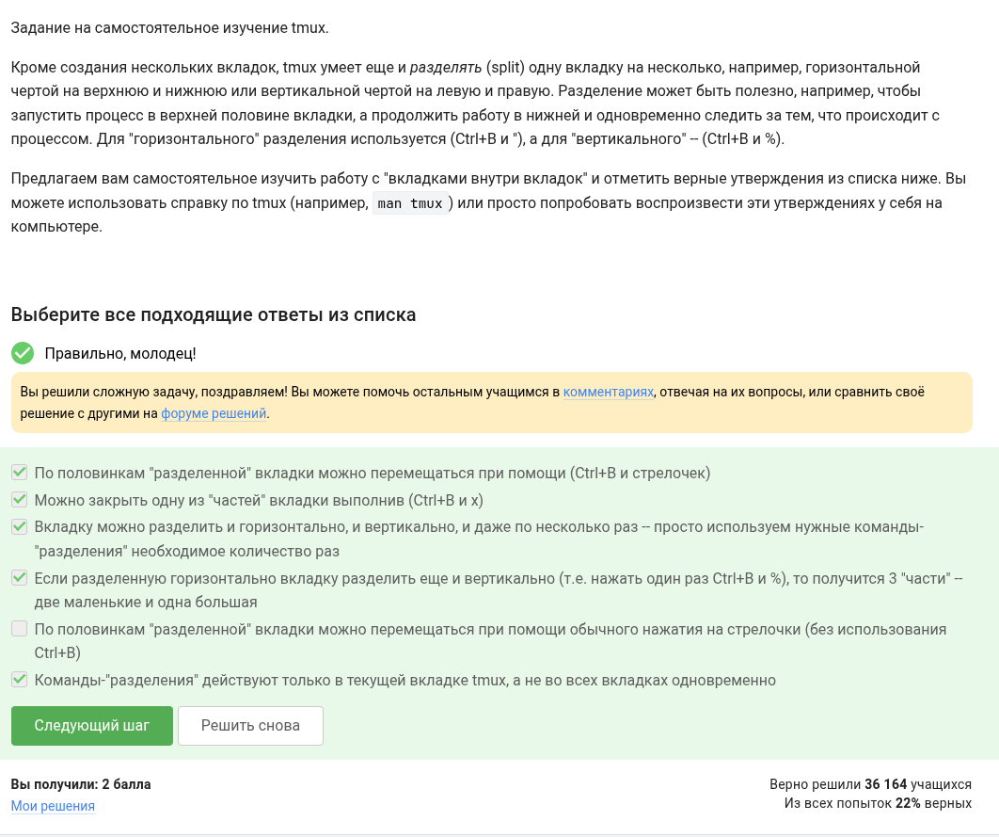 Задание на самостоятельное изучение tmux.
Кроме создания нескольких вкладок, tmux умеет еще и разделять (split) одну вкладку на несколько, например, горизонтальной
чертой на верхнюю и нижнюю или вертикальной чертой на левую и правую. Разделение может быть полезно, например, чтобы
запустить процесс в верхней половине вкладки, а продолжить работу в нижней и одновременно следить за тем, что происходит с
процессом. Для "горизонтального" разделения используется (Ctrl+B и "), а для "вертикального" -- (Ctrl+B и %).
Предлагаем вам самостоятельное изучить работу с "вкладками внутри вкладок" и отметить верные утверждения из списка ниже. Вы
можете использовать справку по tmux (например, man tmux) или просто попробовать воспроизвести эти утверждениях у себя на
компьютере.
Выберите все подходящие ответы из списка
Правильно, молодец!
Вы решили сложную задачу, поздравляем! Вы можете помочь остальным учащимся в комментариях, отвечая на их вопросы, или сравнить своё
решение с другими на форуме решений.
По половинкам "разделенной" вкладки можно перемещаться при помощи (Ctrl+B и стрелочек)
Можно закрыть одну из "частей" вкладки выполнив (Ctrl+B и x)
Вкладку можно разделить и горизонтально, и вертикально, и даже по несколько раз -- просто используем нужные команды-
"разделения" необходимое количество раз
Если разделенную горизонтально вкладку разделить еще и вертикально (т.е. нажать один раз Ctrl+B и %), то получится 3 "части" --
две маленькие и одна большая
По половинкам "разделенной" вкладки можно перемещаться при помощи обычного нажатия на стрелочки (без использования
Ctrl+B)
Команды-"разделения" действуют только в текущей вкладке tmux, а не во всех вкладках одновременно
Следующий шаг Решить снова
Вы получили: 2 балла
Мои решения
Верно решили 36 164 учащихся
Из всех попыток 22% верных